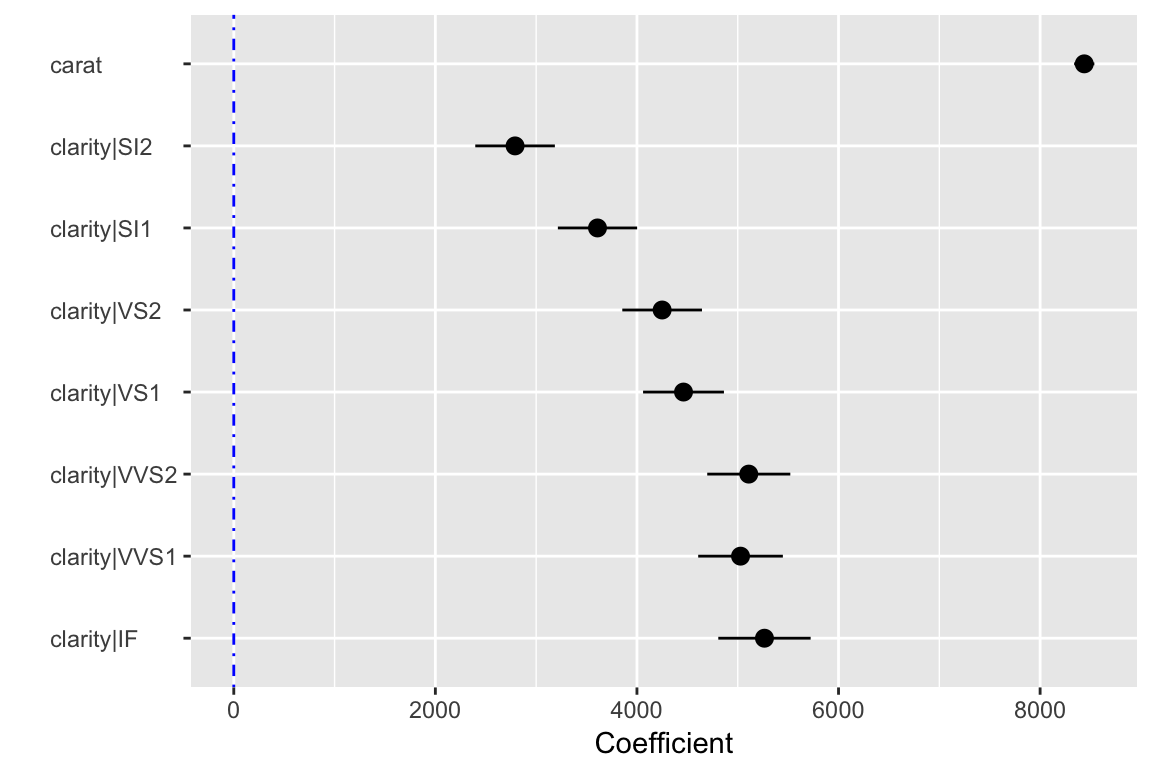 carat
clarity|SI2
clarity|SI1
clarity|VS2
clarity|VS1
clarity|VVS2
clarity|VVS1
clarity|IF
0 2000 4000 6000 8000
Coefficient